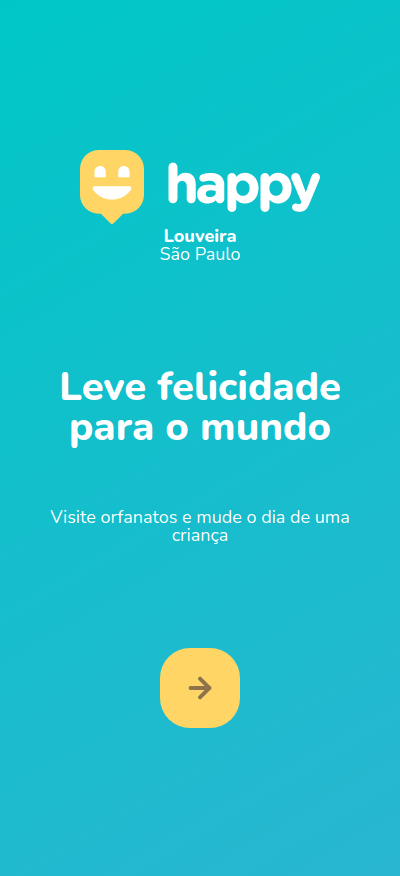 happy
Louveira
São Paulo
Leve felicidade
para o mundo
Visite orfanatos e mude o dia de uma
criança